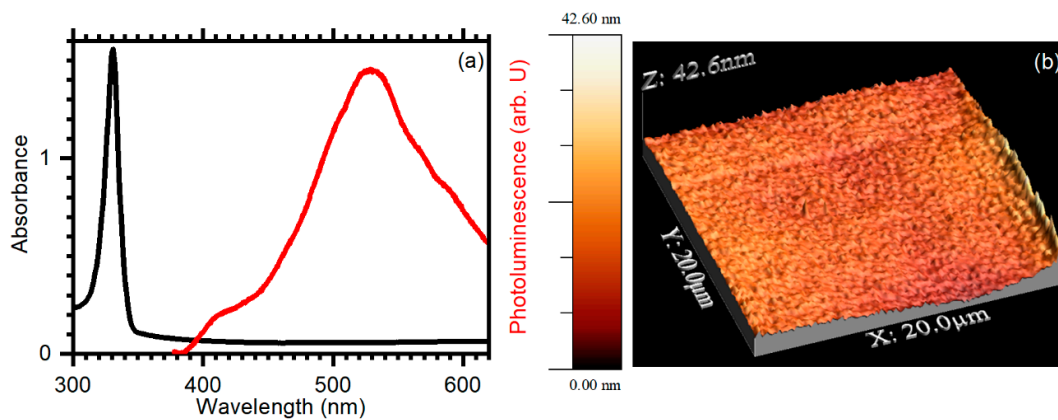 (a)
Absorbance
1
0
300
400
500
600
Wavelength (nm)
Photoluminescence (arb. U)
42.60 nm
0.00 nm
(b)
Z: 42.6nm
Y: 20.0µm
X: 20.0µm